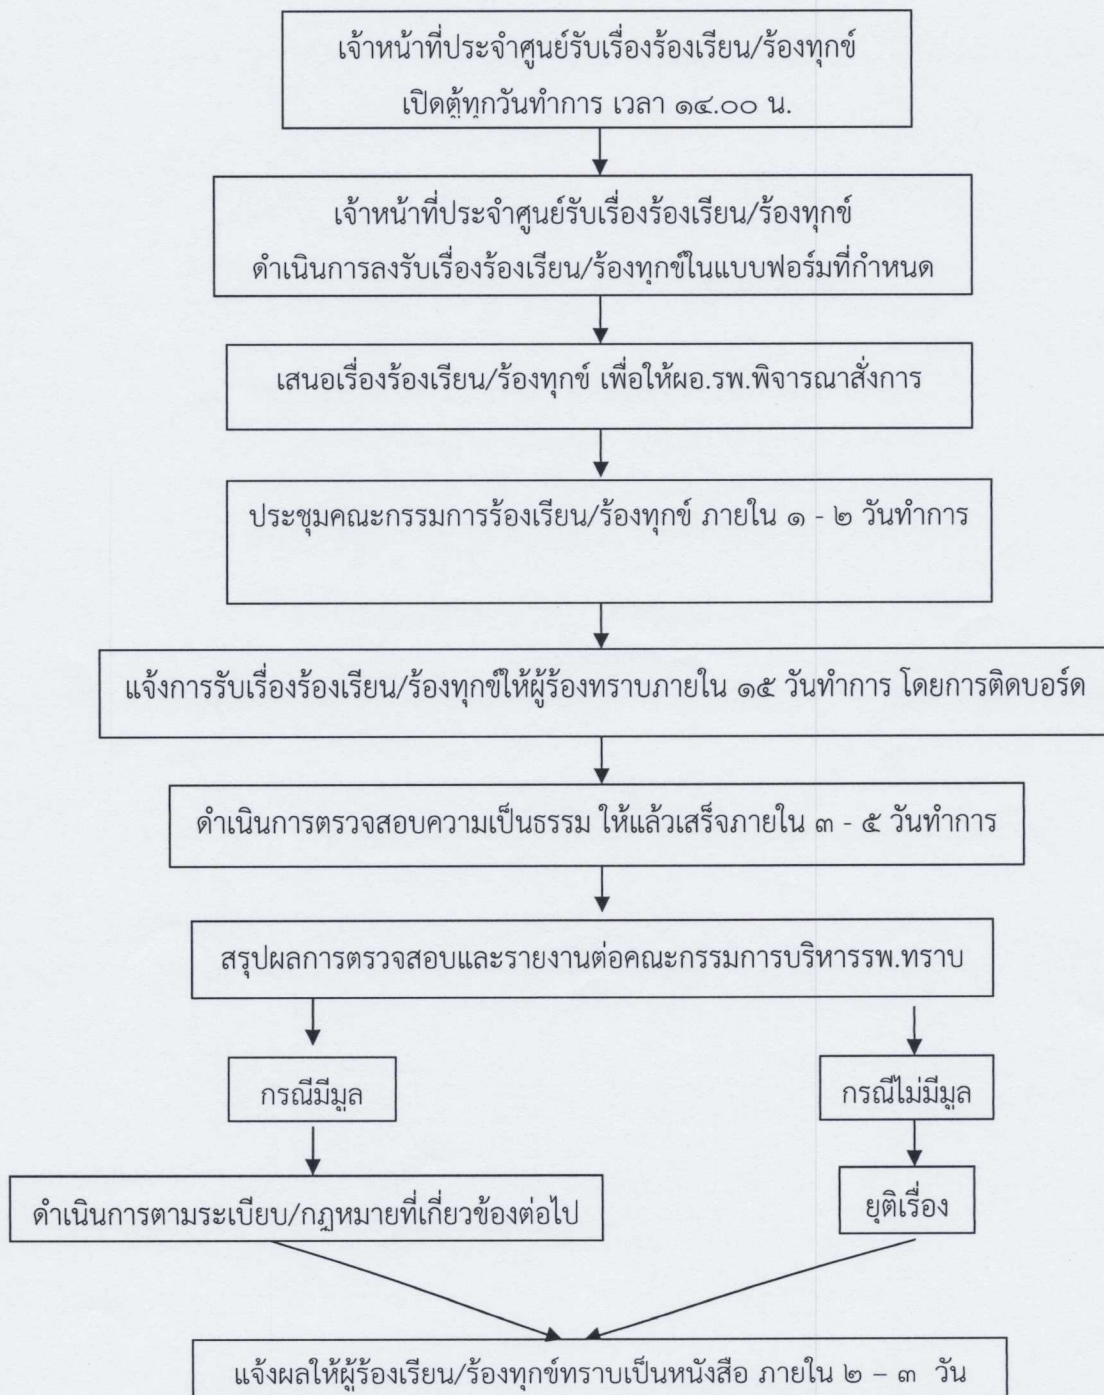 เจ้าหน้าที่ประจำศูนย์รับเรื่องร้องเรียน/ร้องทุกข์
เปิดตู้ทุกวันทำการ เวลา ๑๔.๐๐ น.
เจ้าหน้าที่ประจำศูนย์รับเรื่องร้องเรียน/ร้องทุกข์
ดำเนินการลงรับเรื่องร้องเรียน/ร้องทุกข์ในแบบฟอร์มที่กำหนด
เสนอเรื่องร้องเรียน/ร้องทุกข์ เพื่อให้ผอ.รพ.พิจารณาสั่งการ
ประชุมคณะกรรมการร้องเรียน/ร้องทุกข์ ภายใน ๑ - ๒ วันทำการ
แจ้งการรับเรื่องร้องเรียน/ร้องทุกข์ให้ผู้ร้องทราบภายใน ๑๕ วันทำการ โดยการติดบอร์ด
ดำเนินการตรวจสอบความเป็นธรรม ให้แล้วเสร็จภายใน ๓ - ๕ วันทำการ
สรุปผลการตรวจสอบและรายงานต่อคณะกรรมการบริหารรพ.ทราบ
กรณีมีมูล
กรณีไม่มีมูล
ดำเนินการตามระเบียบ/กฎหมายที่เกี่ยวข้องต่อไป
ยุติเรื่อง
แจ้งผลให้ผู้ร้องเรียน/ร้องทุกข์ทราบเป็นหนังสือ ภายใน ๒ – ๓ วัน